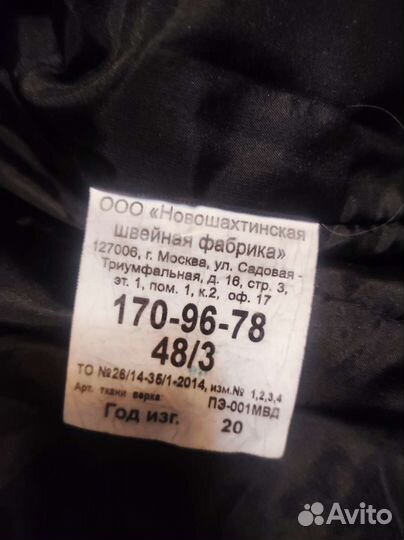 ООО «Новошахтинская
швейная фабрика»
127006, г. Москва, ул. Садовая -
Триумфальная, д. 16, стр. 3,
эт. 1, пом. 1, к.2, оф. 17
170-96-78
48/3
ТО №26/14-35/1-2014, изм.№ 1,2,3,4
Арт. ткани верха: ПЭ-001МВД
Год изг. 20
Avito